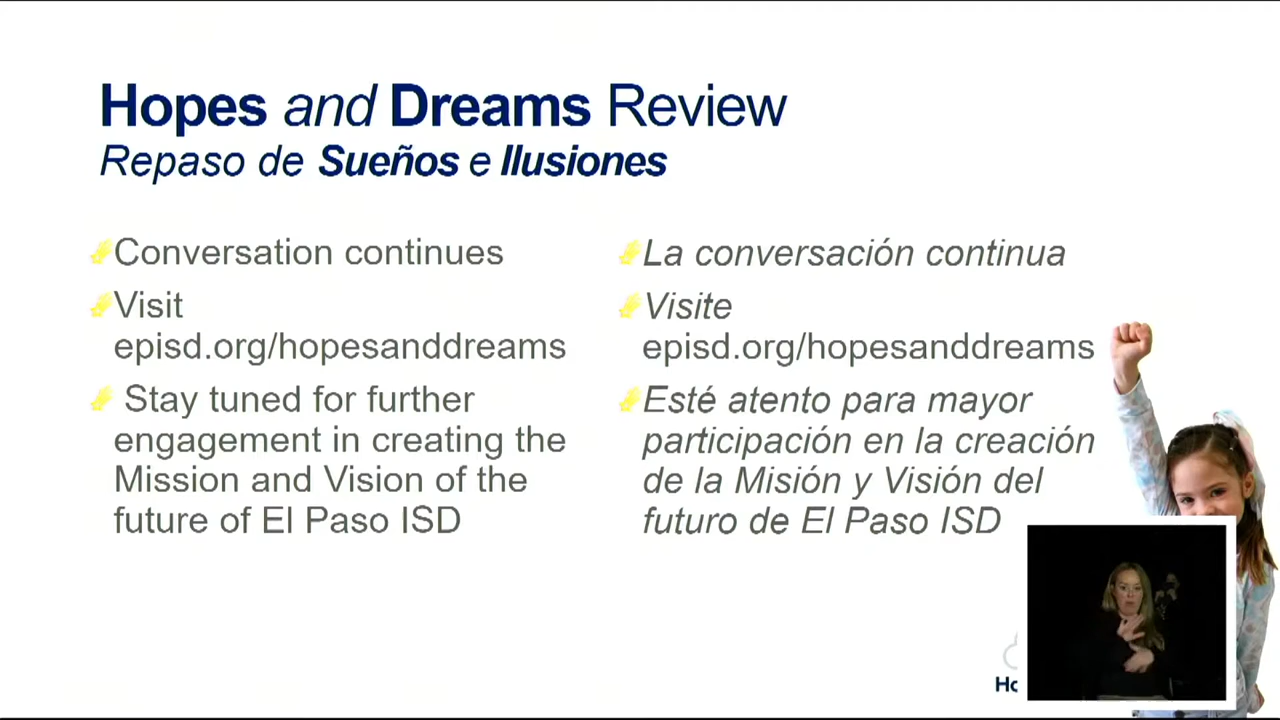 Hopes and Dreams Review
Repaso de Sueños e Ilusiones
Conversation continues
Visit
episd.org/hopesanddreams
Stay tuned for further
engagement in creating the
Mission and Vision of the
future of El Paso ISD
La conversación continua
Visite
episd.org/hopesanddreams
Esté atento para mayor
participación en la creación
de la Misión y Visión del
futuro de El Paso ISD